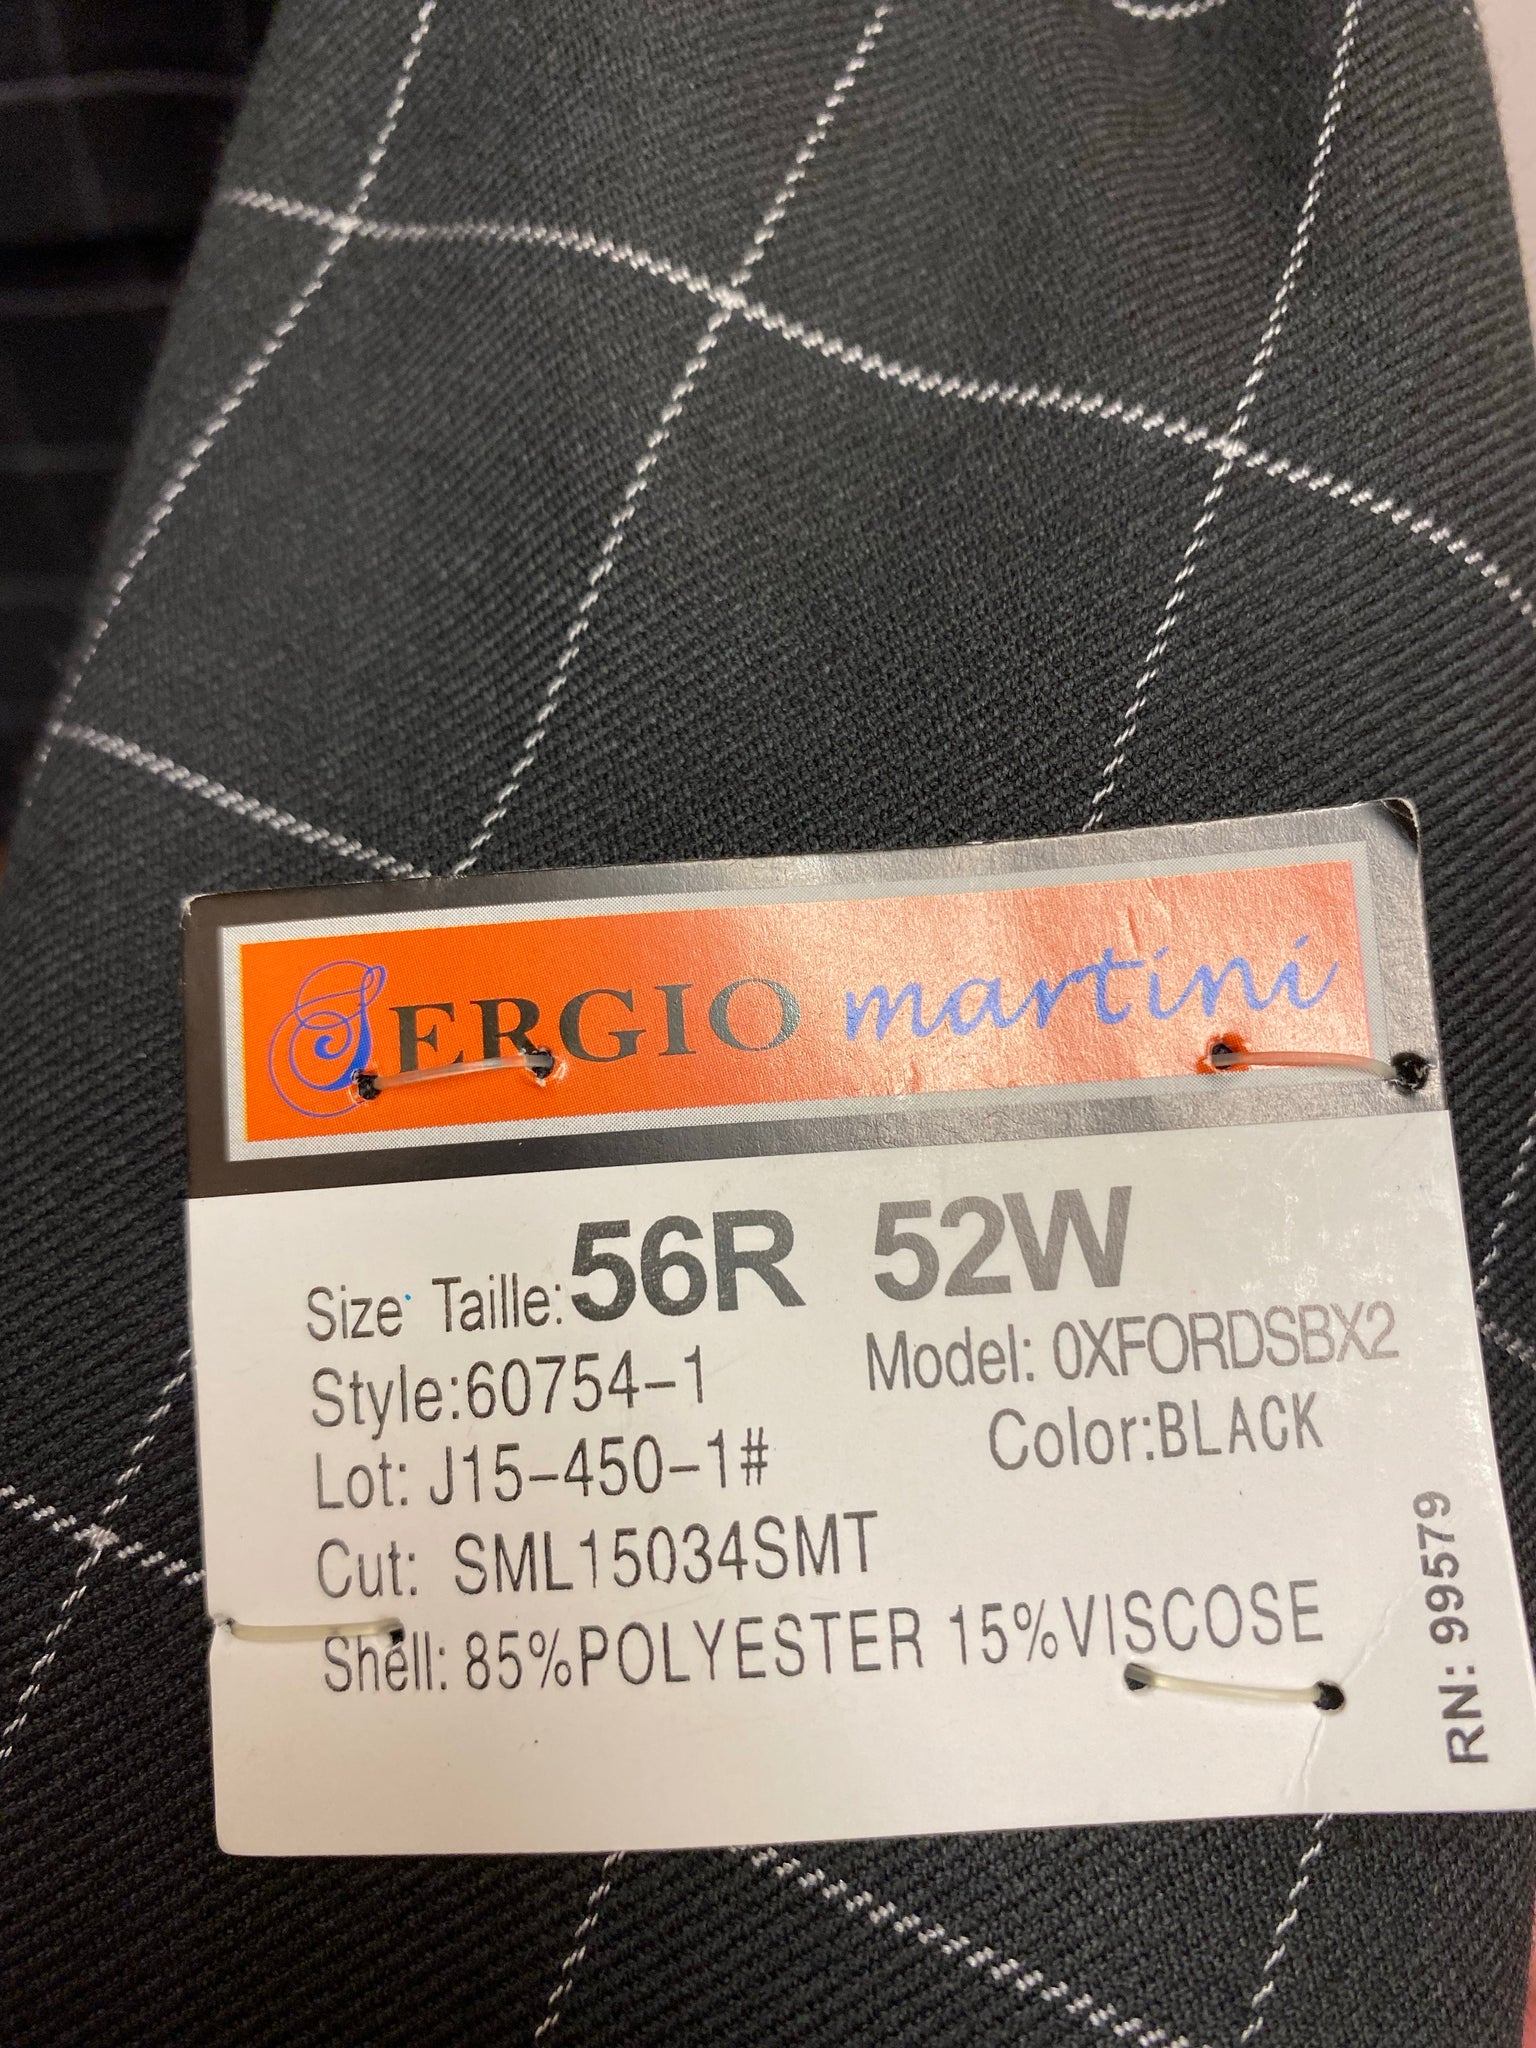 SERGIO martini
Size Taille: 56R 52W
Style:60754-1 Model: 0XFORDSBX2
Lot: J15-450-1# Color:BLACK
Cut: SML15034SMT
Shell: 85%POLYESTER 15%VISCOSE
RN: 99579